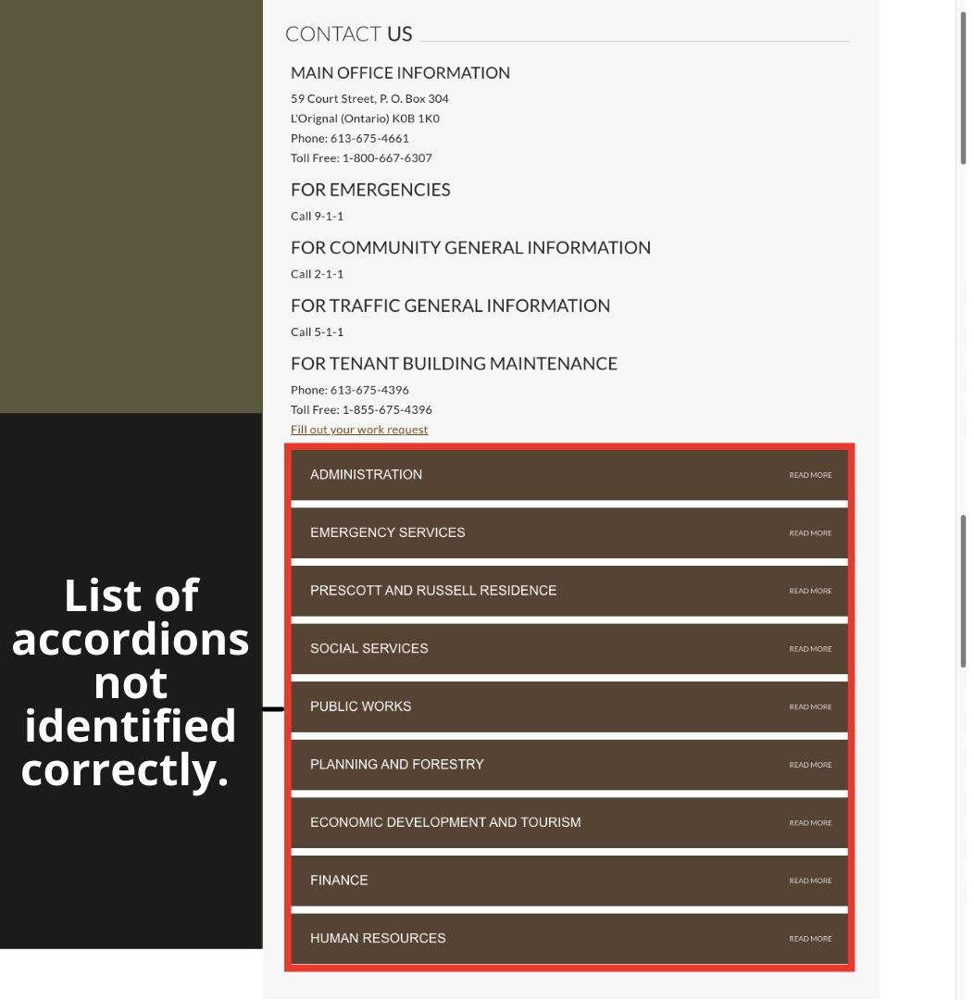 CONTACT US
MAIN OFFICE INFORMATION
59 Court Street, P. O. Box 304
L'Orignal (Ontario) K0B 1K0
Phone: 613-675-4661
Toll Free: 1-800-667-6307
FOR EMERGENCIES
Call 9-1-1
FOR COMMUNITY GENERAL INFORMATION
Call 2-1-1
FOR TRAFFIC GENERAL INFORMATION
Call 5-1-1
FOR TENANT BUILDING MAINTENANCE
Phone: 613-675-4396
Toll Free: 1-855-675-4396
Fill out your work request
ADMINISTRATION READ MORE
EMERGENCY SERVICES READ MORE
PRESCOTT AND RUSSELL RESIDENCE READ MORE
SOCIAL SERVICES READ MORE
PUBLIC WORKS READ MORE
PLANNING AND FORESTRY READ MORE
ECONOMIC DEVELOPMENT AND TOURISM READ MORE
FINANCE READ MORE
HUMAN RESOURCES READ MORE
List of
accordions
not
identified
correctly.